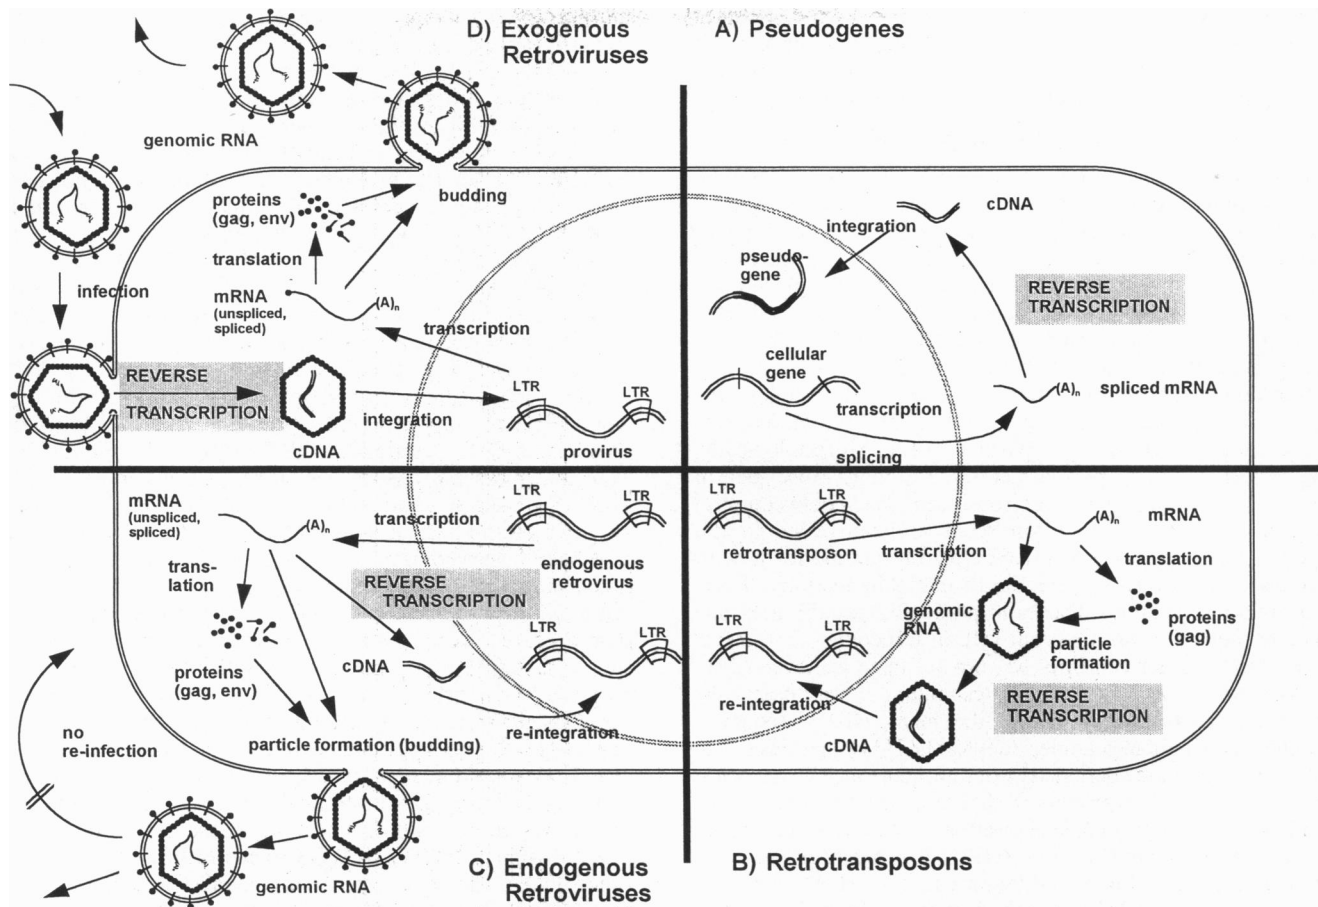 D) Exogenous
Retroviruses
genomic RNA
proteins
(gag, env)
budding
translation
infection
mRNA
(unspliced,
spliced)
(A)n
transcription
REVERSE
TRANSCRIPTION
cDNA
integration
LTR
LTR
provirus
A) Pseudogenes
cDNA
integration
pseudo-
gene
REVERSE
TRANSCRIPTION
cellular
gene
transcription
(A)n
spliced mRNA
splicing
mRNA
(unspliced,
spliced)
(A)n
transcription
LTR
LTR
endogenous
retrovirus
trans-
lation
REVERSE
TRANSCRIPTION
proteins
(gag, env)
cDNA
LTR
LTR
re-integration
no
re-infection
particle formation (budding)
genomic RNA
C) Endogenous
Retroviruses
LTR
LTR
retrotransposon
transcription
(A)n
mRNA
translation
genomic
RNA
proteins
(gag)
particle
formation
LTR
LTR
re-integration
cDNA
REVERSE
TRANSCRIPTION
B) Retrotransposons